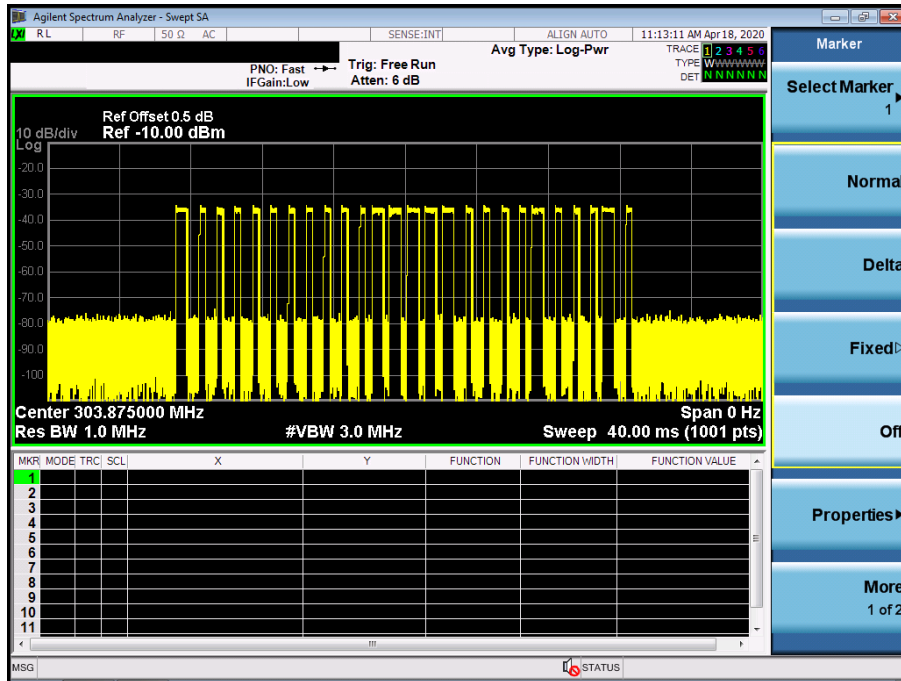 Agilent Spectrum Analyzer - Swept SA
LXI RL RF 50 Ω AC SENSE:INT ALIGN AUTO 11:13:11 AM Apr 18, 2020
Avg Type: Log-Pwr
TRACE 1 2 3 4 5 6
TYPE WWWWWW
DET N N N N N N
PNO: Fast
IFGain:Low
Trig: Free Run
Atten: 6 dB
Ref Offset 0.5 dB
10 dB/div Ref -10.00 dBm
Log
-20.0
-30.0
-40.0
-50.0
-60.0
-70.0
-80.0
-90.0
-100
Center 303.875000 MHz Span 0 Hz
Res BW 1.0 MHz #VBW 3.0 MHz Sweep 40.00 ms (1001 pts)
MKR MODE TRC SCL X Y FUNCTION FUNCTION WIDTH FUNCTION VALUE
1
2
3
4
5
6
7
8
9
10
11
MSG STATUS
Marker
Select Marker
1
Norma
Delta
Fixed
Off
Properties
More
1 of 2